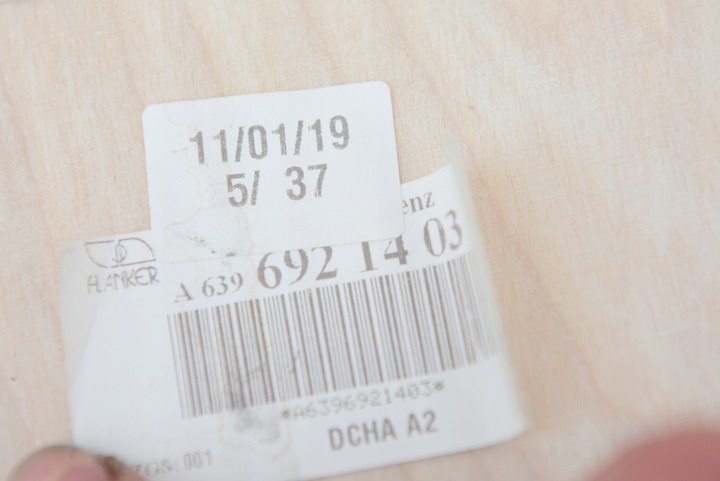 11/01/19
5/ 37
enz
FLANKER
A 639 692 14 03
*A6396921403*
DCHA A2
ZGS: 001